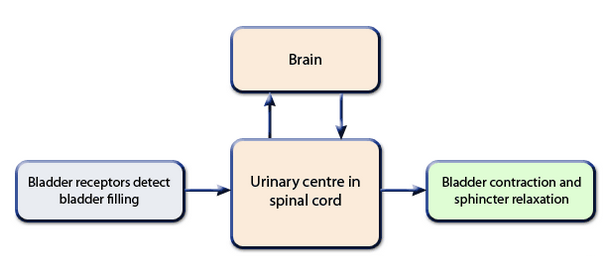 Brain
Bladder receptors detect
bladder filling
Urinary centre in
spinal cord
Bladder contraction and
sphincter relaxation